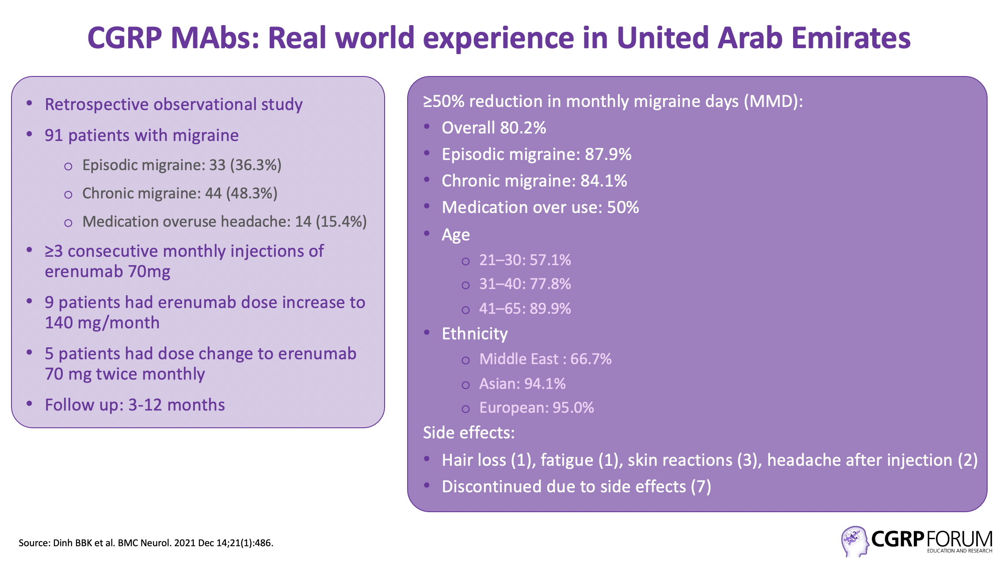 CGRP MAbs: Real world experience in United Arab Emirates
• Retrospective observational study
• 91 patients with migraine
o Episodic migraine: 33 (36.3%)
o Chronic migraine: 44 (48.3%)
o Medication overuse headache: 14 (15.4%)
• ≥3 consecutive monthly injections of
erenumab 70mg
• 9 patients had erenumab dose increase to
140 mg/month
• 5 patients had dose change to erenumab
70 mg twice monthly
• Follow up: 3-12 months
≥50% reduction in monthly migraine days (MMD):
• Overall 80.2%
• Episodic migraine: 87.9%
• Chronic migraine: 84.1%
• Medication over use: 50%
• Age
o 21–30: 57.1%
o 31–40: 77.8%
o 41–65: 89.9%
• Ethnicity
o Middle East : 66.7%
o Asian: 94.1%
o European: 95.0%
Side effects:
• Hair loss (1), fatigue (1), skin reactions (3), headache after injection (2)
• Discontinued due to side effects (7)
Source: Dinh BBK et al. BMC Neurol. 2021 Dec 14;21(1):486.
CGRP FORUM
EDUCATION AND RESEARCH